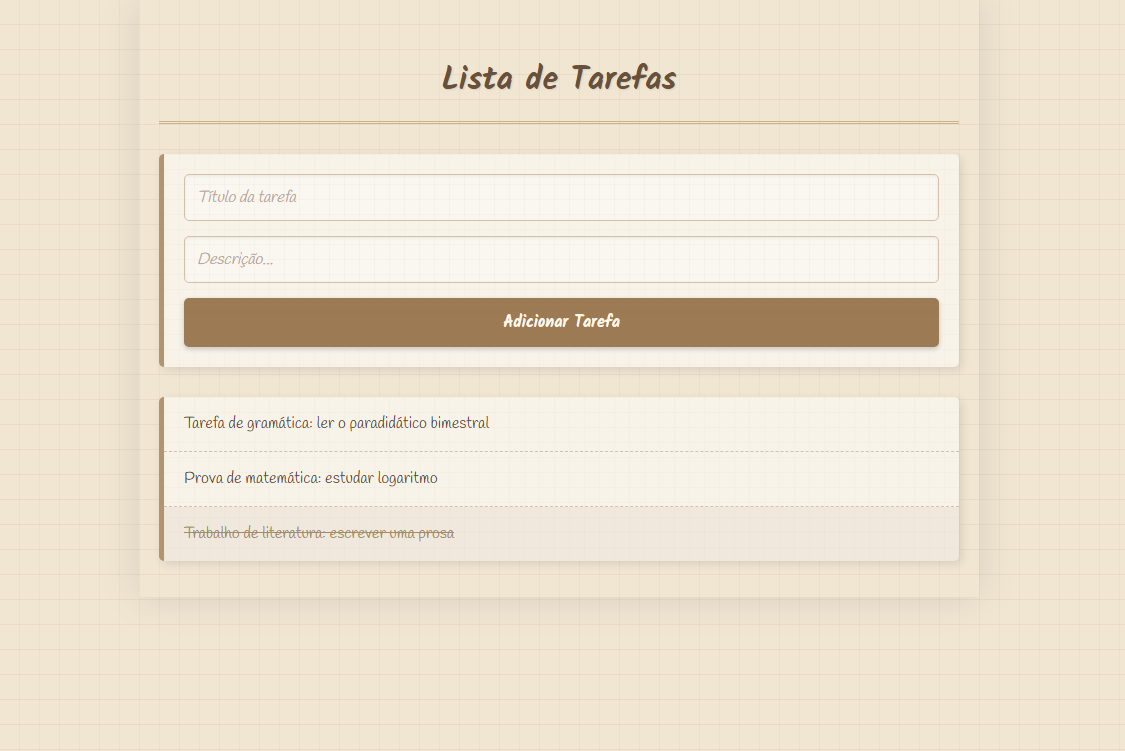 Lista de Tarefas
Título da tarefa
Descrição...
Adicionar Tarefa
Tarefa de gramática: ler o paradidático bimestral
Prova de matemática: estudar logaritmo
Trabalho de literatura: escrever uma prosa